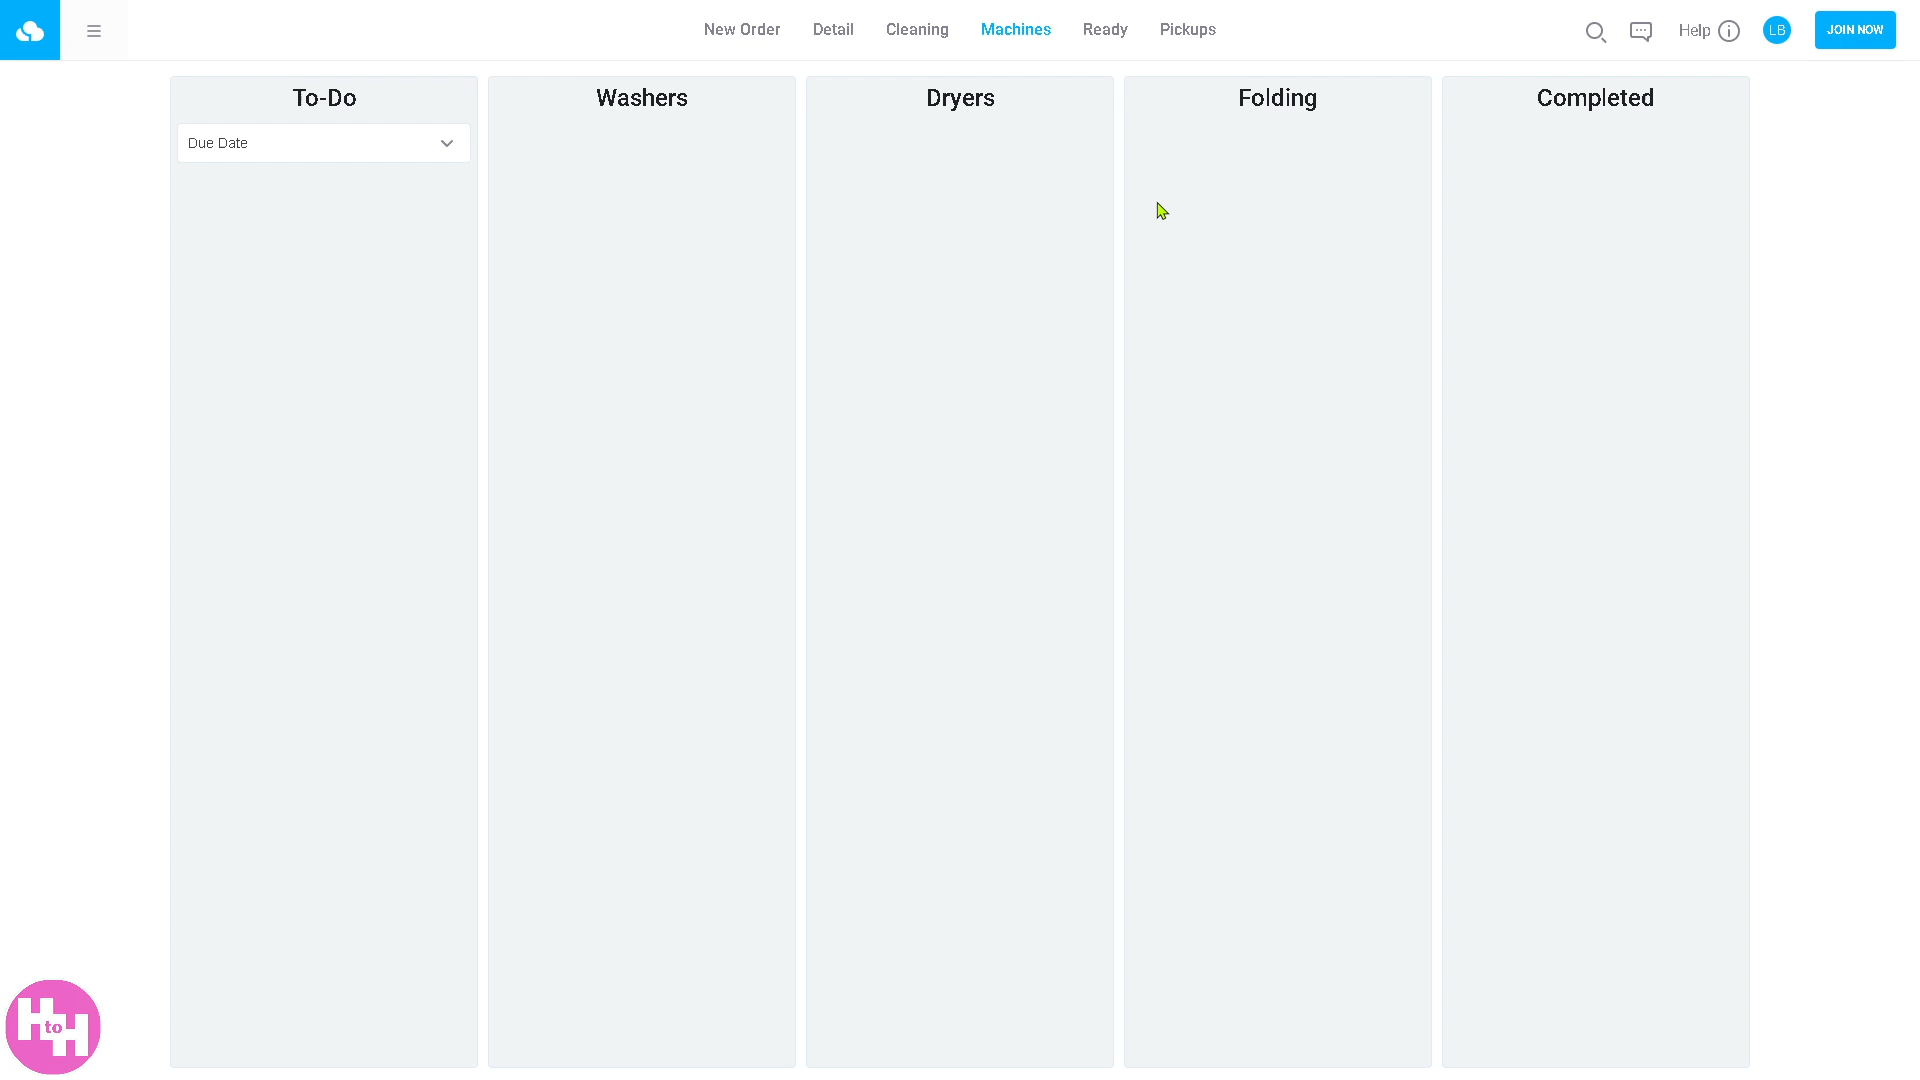 New Order Detail Cleaning Machines Ready Pickups Help LB JOIN NOW
To-Do Washers Dryers Folding Completed
Due Date
H to H